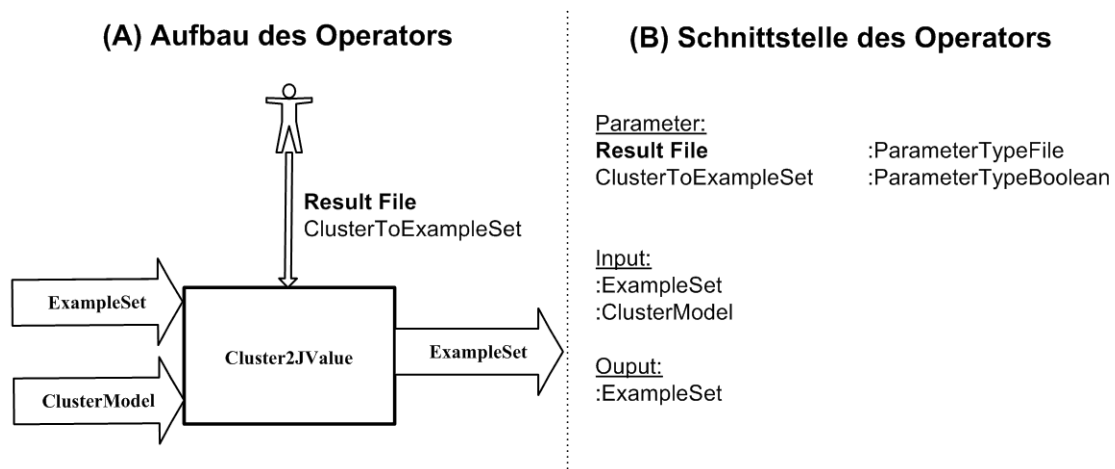 (A) Aufbau des Operators
Result File
ClusterToExampleSet
ExampleSet
Cluster2JValue
ExampleSet
ClusterModel
(B) Schnittstelle des Operators
Parameter:
Result File :ParameterTypeFile
ClusterToExampleSet :ParameterTypeBoolean
Input:
:ExampleSet
:ClusterModel
Ouput:
:ExampleSet